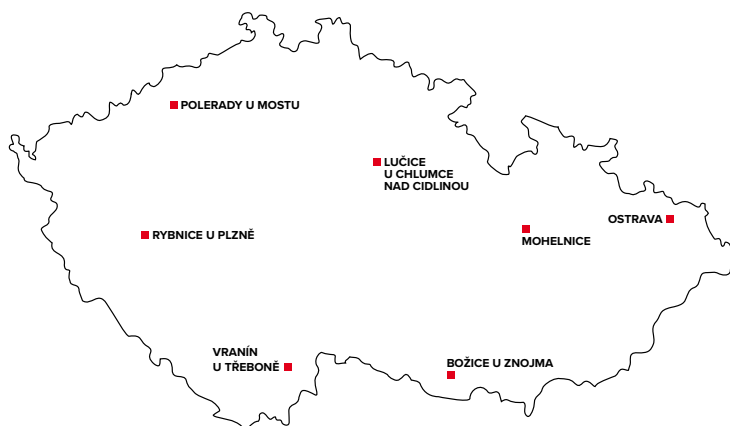 POLERADY U MOSTU
LUČICE
U CHLUMCE
NAD CIDLINOU
OSTRAVA
RYBNICE U PLZNĚ
MOHELNICE
VRANÍN
U TŘEBONĚ
BOŽICE U ZNOJMA